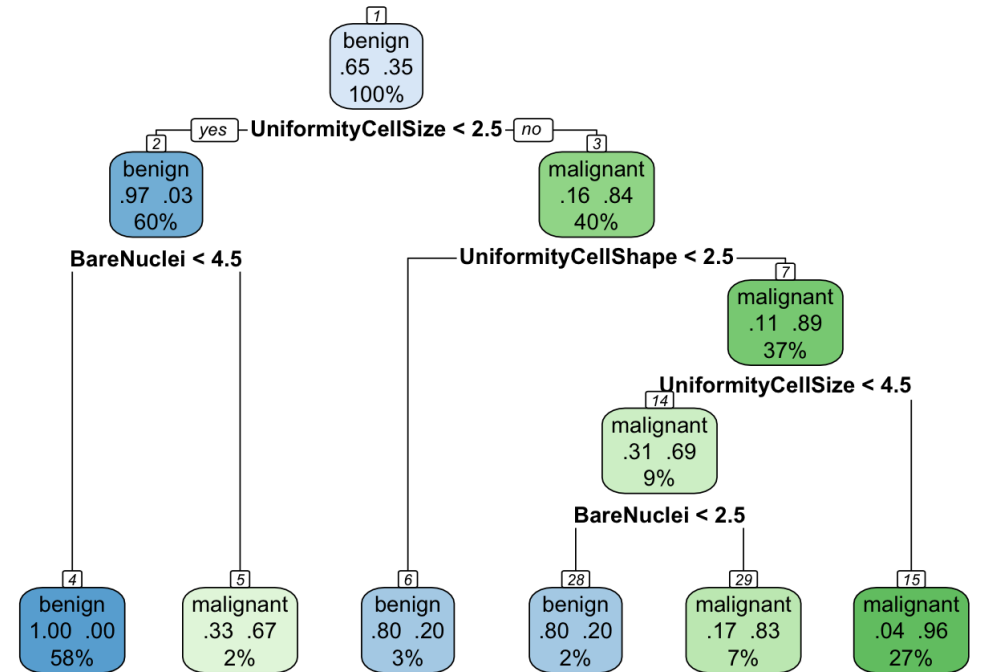 1
benign
.65 .35
100%
yes UniformityCellSize < 2.5 no
2
benign
.97 .03
60%
3
malignant
.16 .84
40%
BareNuclei < 4.5
UniformityCellShape < 2.5
7
malignant
.11 .89
37%
UniformityCellSize < 4.5
14
malignant
.31 .69
9%
BareNuclei < 2.5
4
benign
1.00 .00
58%
5
malignant
.33 .67
2%
6
benign
.80 .20
3%
28
benign
.80 .20
2%
29
malignant
.17 .83
7%
15
malignant
.04 .96
27%